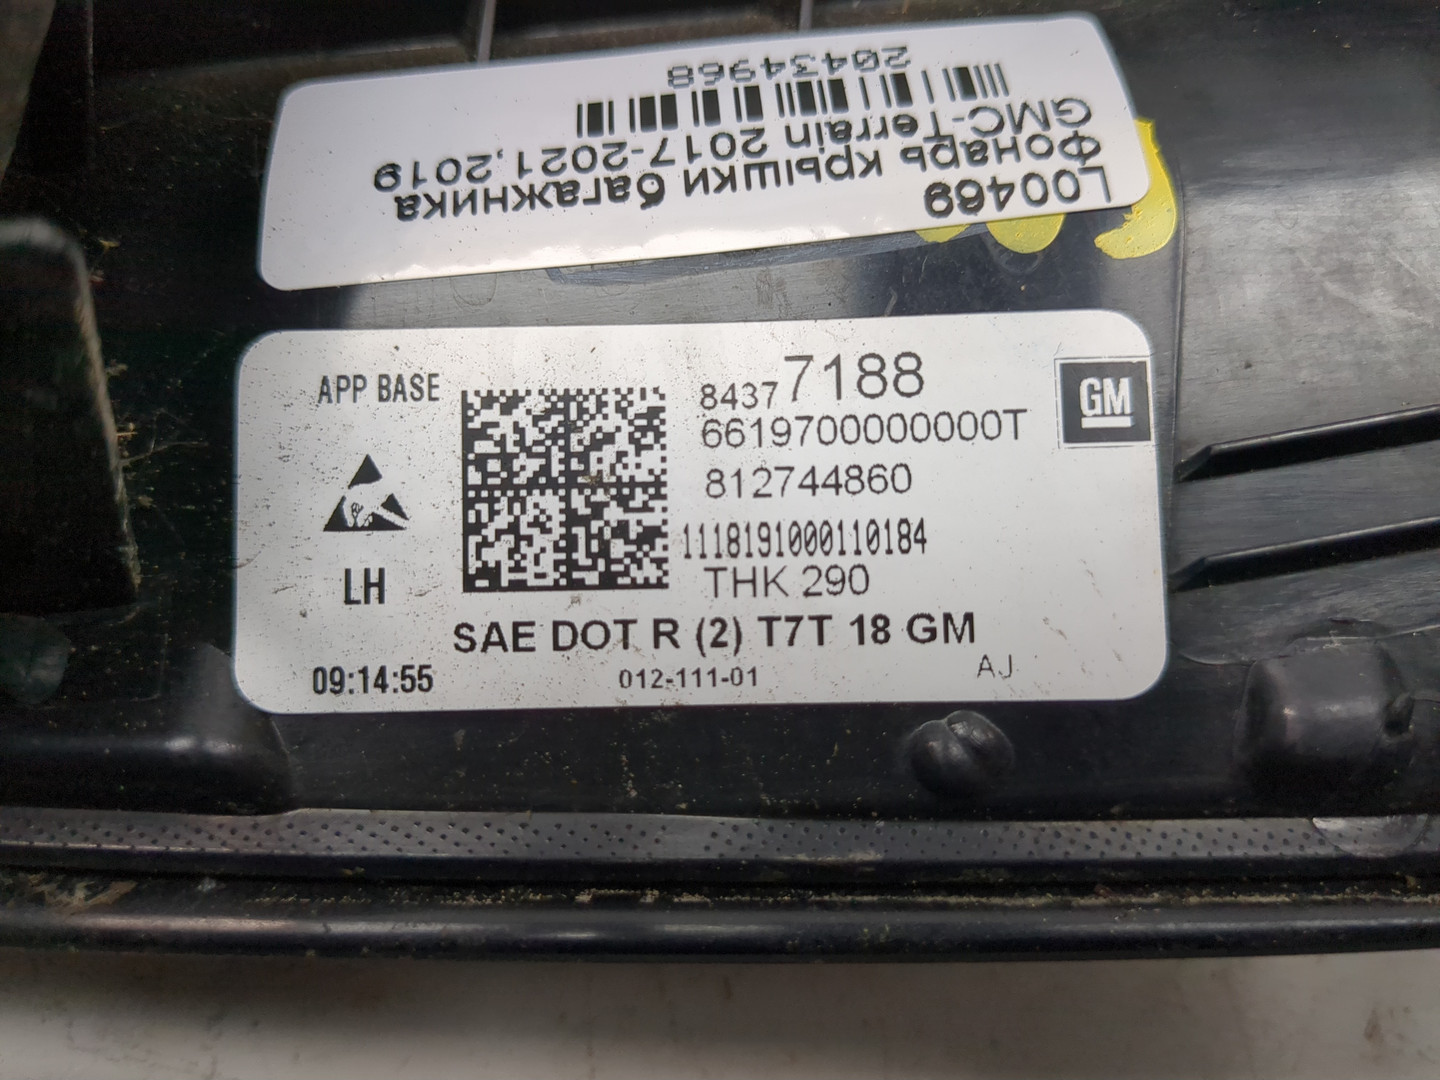 L00469
Фонарь крышки багажника
GMC-Terrain 2017-2021,2019
20434968
APP BASE
84377188
GM
6619700000000T
812744860
1118191000110184
LH
THK 290
SAE DOT R (2) T7T 18 GM
09:14:55
012-111-01
AJ